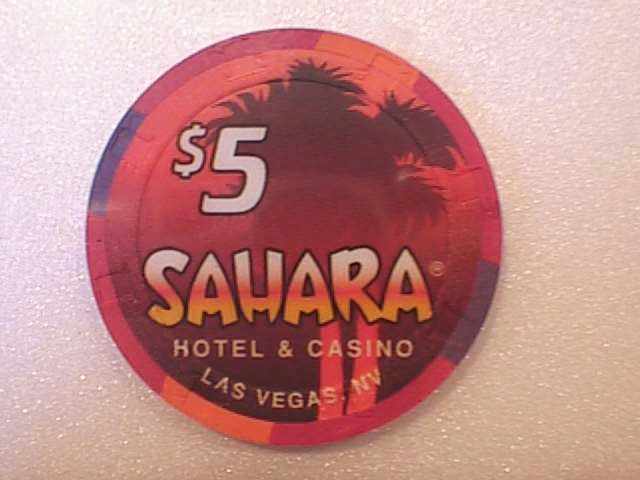 $5
SAHARA®
HOTEL & CASINO
LAS VEGAS, NV